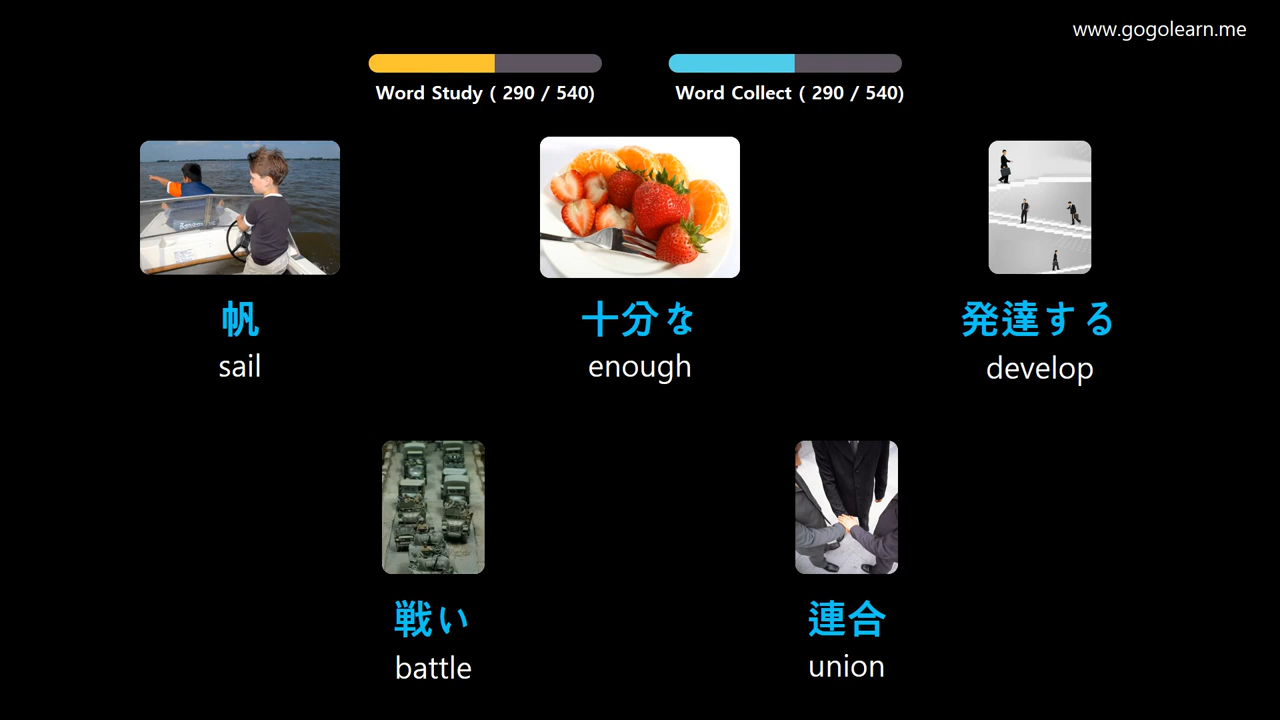 www.gogolearn.me
Word Study ( 290 / 540)
Word Collect ( 290 / 540)
帆
sail
十分な
enough
発達する
develop
戦い
battle
連合
union